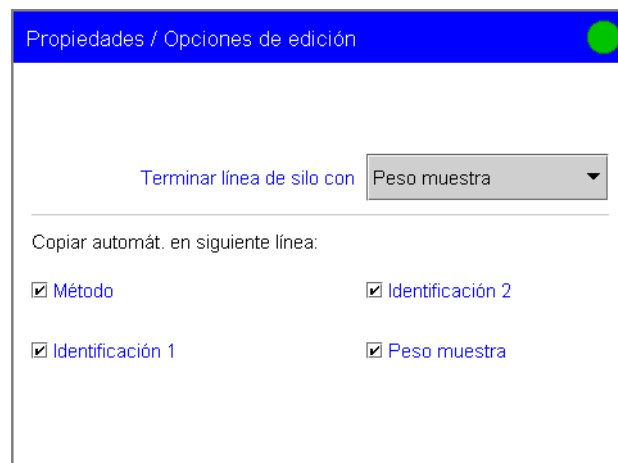 Propiedades / Opciones de edición
Terminar línea de silo con Peso muestra
Copiar automát. en siguiente línea:
Método Identificación 2
Identificación 1 Peso muestra